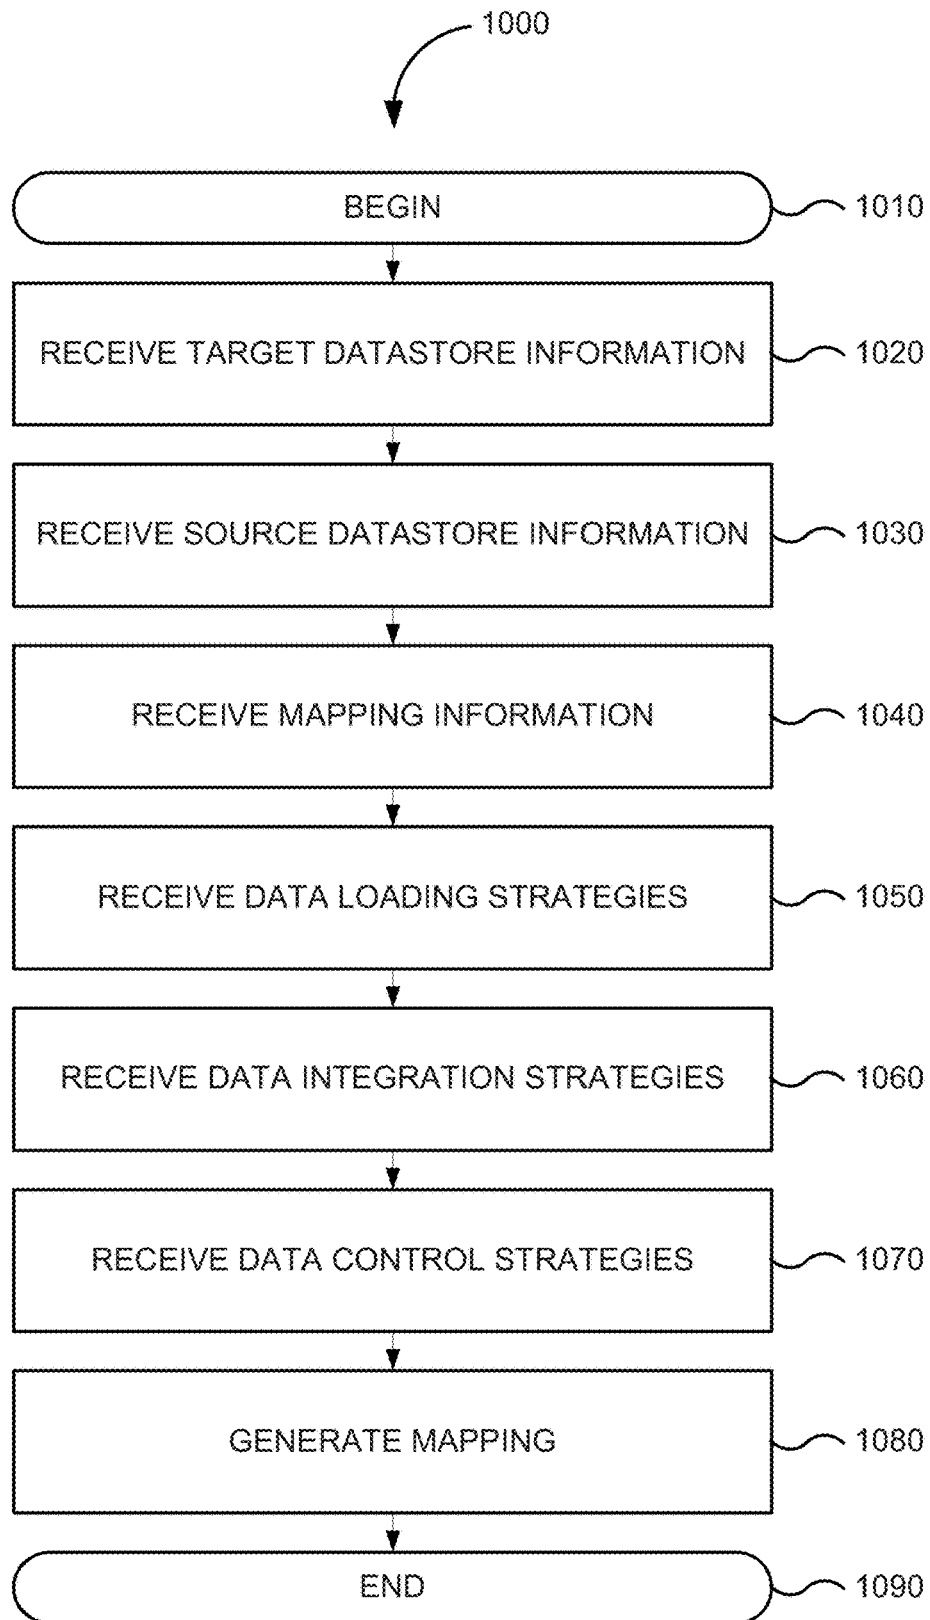 1000
BEGIN 1010
RECEIVE TARGET DATASTORE INFORMATION 1020
RECEIVE SOURCE DATASTORE INFORMATION 1030
RECEIVE MAPPING INFORMATION 1040
RECEIVE DATA LOADING STRATEGIES 1050
RECEIVE DATA INTEGRATION STRATEGIES 1060
RECEIVE DATA CONTROL STRATEGIES 1070
GENERATE MAPPING 1080
END 1090